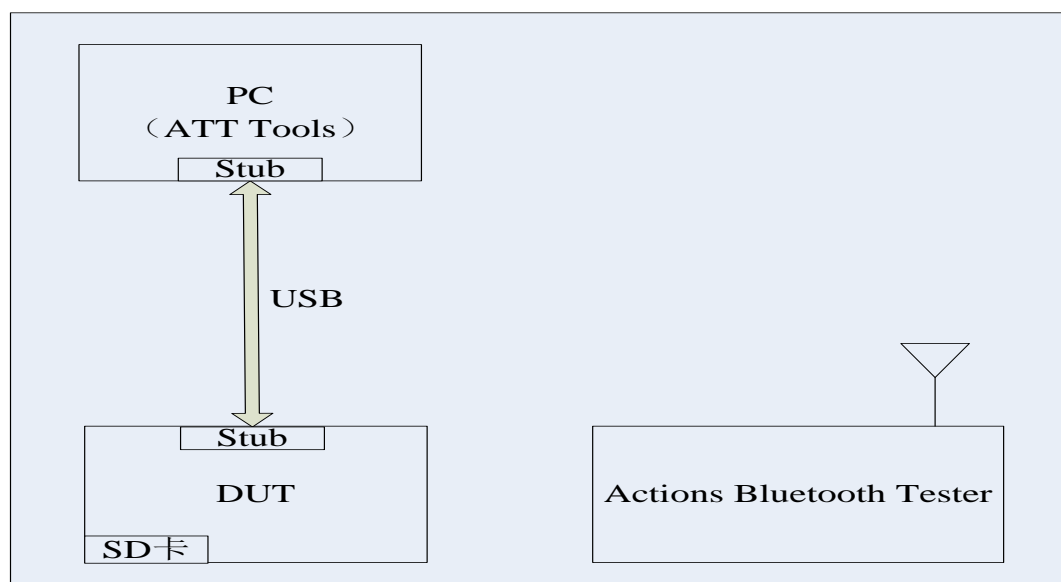 PC
（ATT Tools）
Stub
USB
Stub
DUT
SD卡
Actions Bluetooth Tester